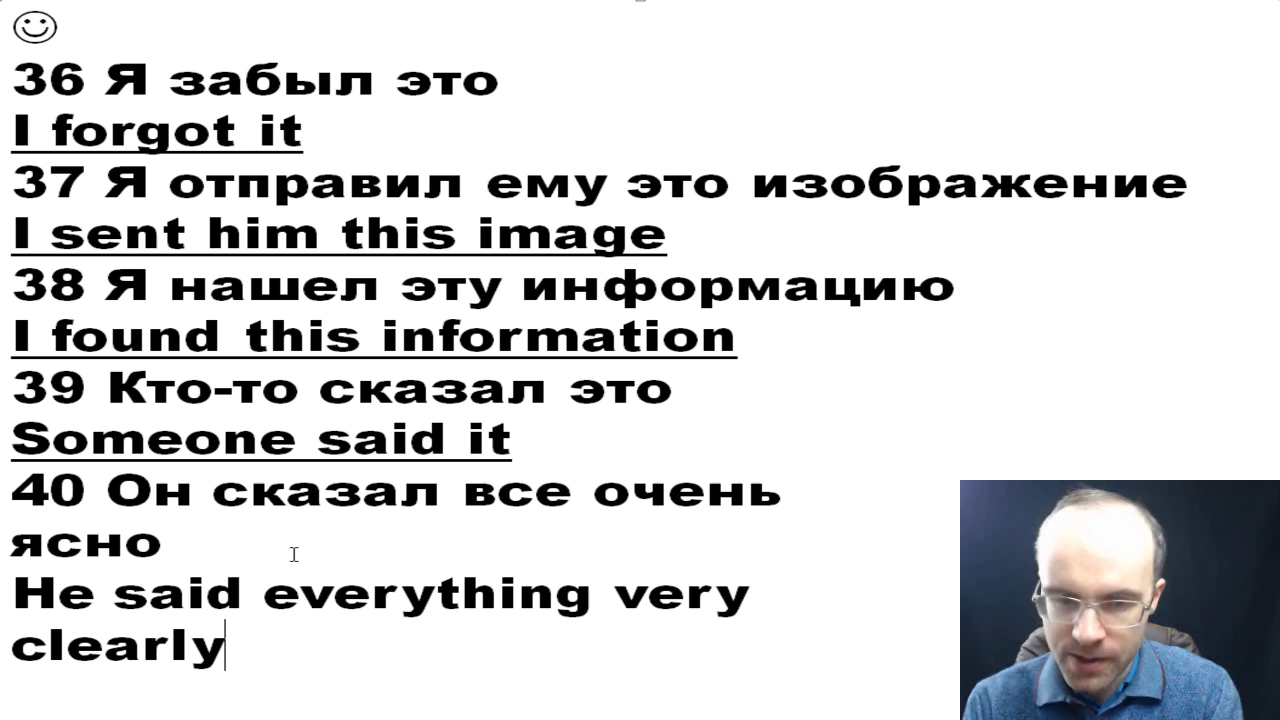 36 Я забыл это
I forgot it
37 Я отправил ему это изображение
I sent him this image
38 Я нашел эту информацию
I found this information
39 Кто-то сказал это
Someone said it
40 Он сказал все очень
ясно
He said everything very
clearly